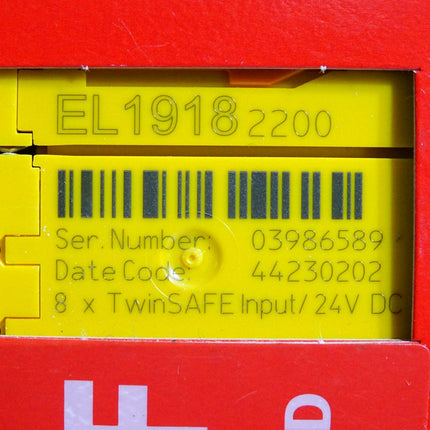 EL1918 2200
Ser. Number: 03986589
Date Code: 44230202
8 x TwinSAFE Input/24V DC
D